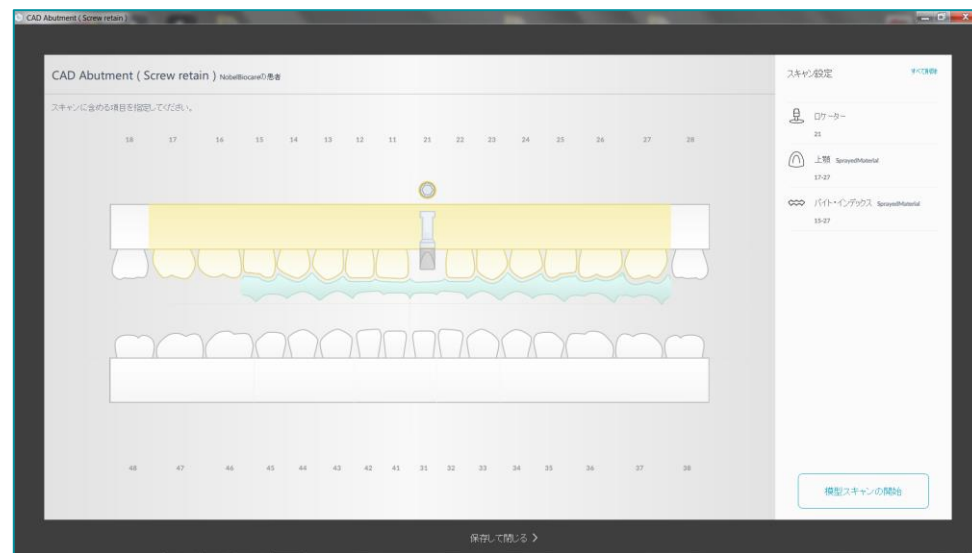 CAD Abutment ( Screw retain )
CAD Abutment ( Screw retain ) NobelBiocareの患者
スキャンに含める項目を指定してください。
18 17 16 15 14 13 12 11 21 22 23 24 25 26 27 28
48 47 46 45 44 43 42 41 31 32 33 34 35 36 37 38
スキャン設定 すべて削除
ロケーター
21
上顎 SprayedMaterial
17-27
バイト・インデックス SprayedMaterial
15-27
模型スキャンの開始
保存して閉じる >